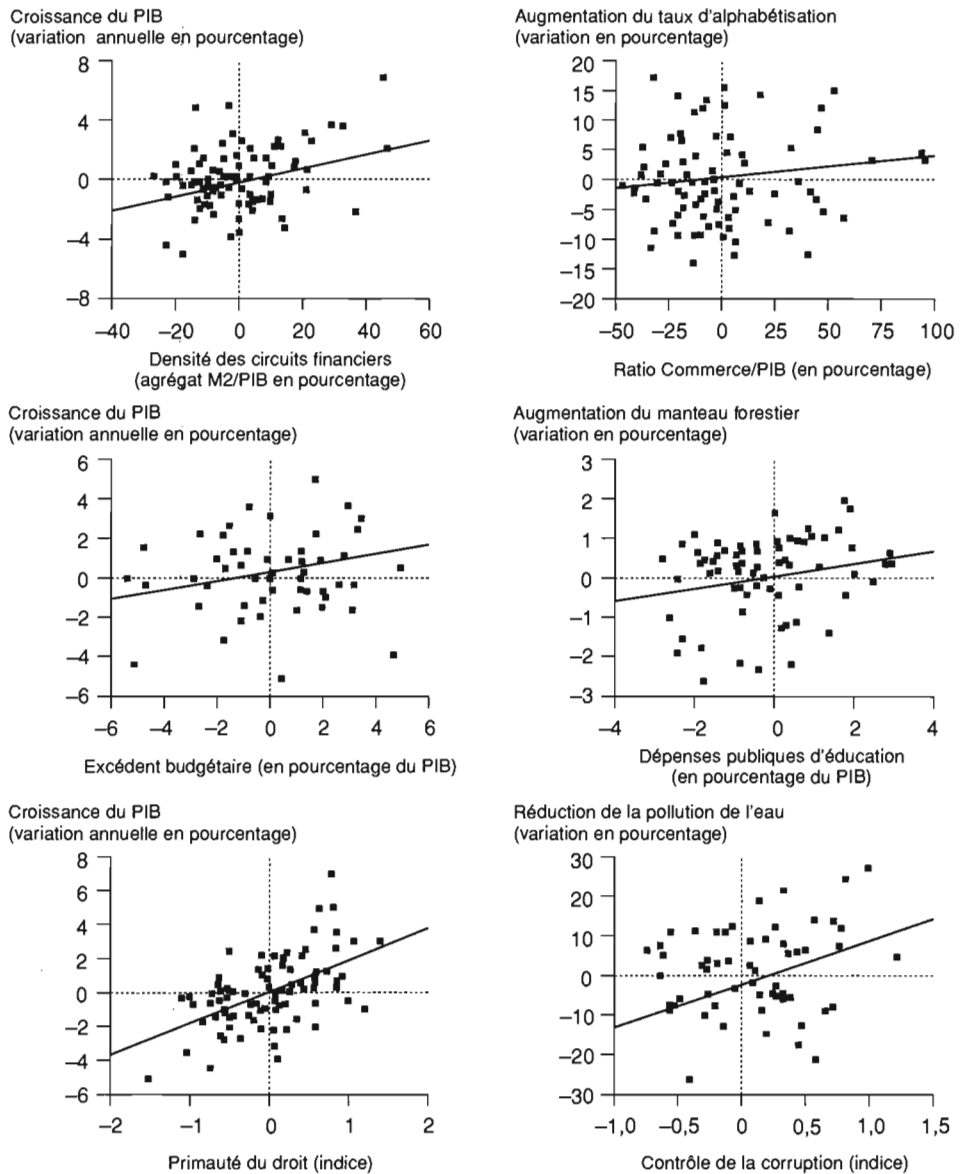 Croissance du PIB
(variation annuelle en pourcentage)
8
4
0
−4
−8
−40 −20 0 20 40 60
Densité des circuits financiers
(agrégat M2/PIB en pourcentage)
Augmentation du taux d'alphabétisation
(variation en pourcentage)
20
15
10
5
0
−5
−10
−15
−20
−50 −25 0 25 50 75 100
Ratio Commerce/PIB (en pourcentage)
Croissance du PIB
(variation annuelle en pourcentage)
6
4
2
0
−2
−4
−6
−6 −4 −2 0 2 4 6
Excédent budgétaire (en pourcentage du PIB)
Augmentation du manteau forestier
(variation en pourcentage)
3
2
1
0
−1
−2
−3
−4 −2 0 2 4
Dépenses publiques d'éducation
(en pourcentage du PIB)
Croissance du PIB
(variation annuelle en pourcentage)
8
6
4
2
0
−2
−4
−6
−2 −1 0 1 2
Primauté du droit (indice)
Réduction de la pollution de l'eau
(variation en pourcentage)
30
20
10
0
−10
−20
−30
−1,0 −0,5 0 0,5 1,0 1,5
Contrôle de la corruption (indice)